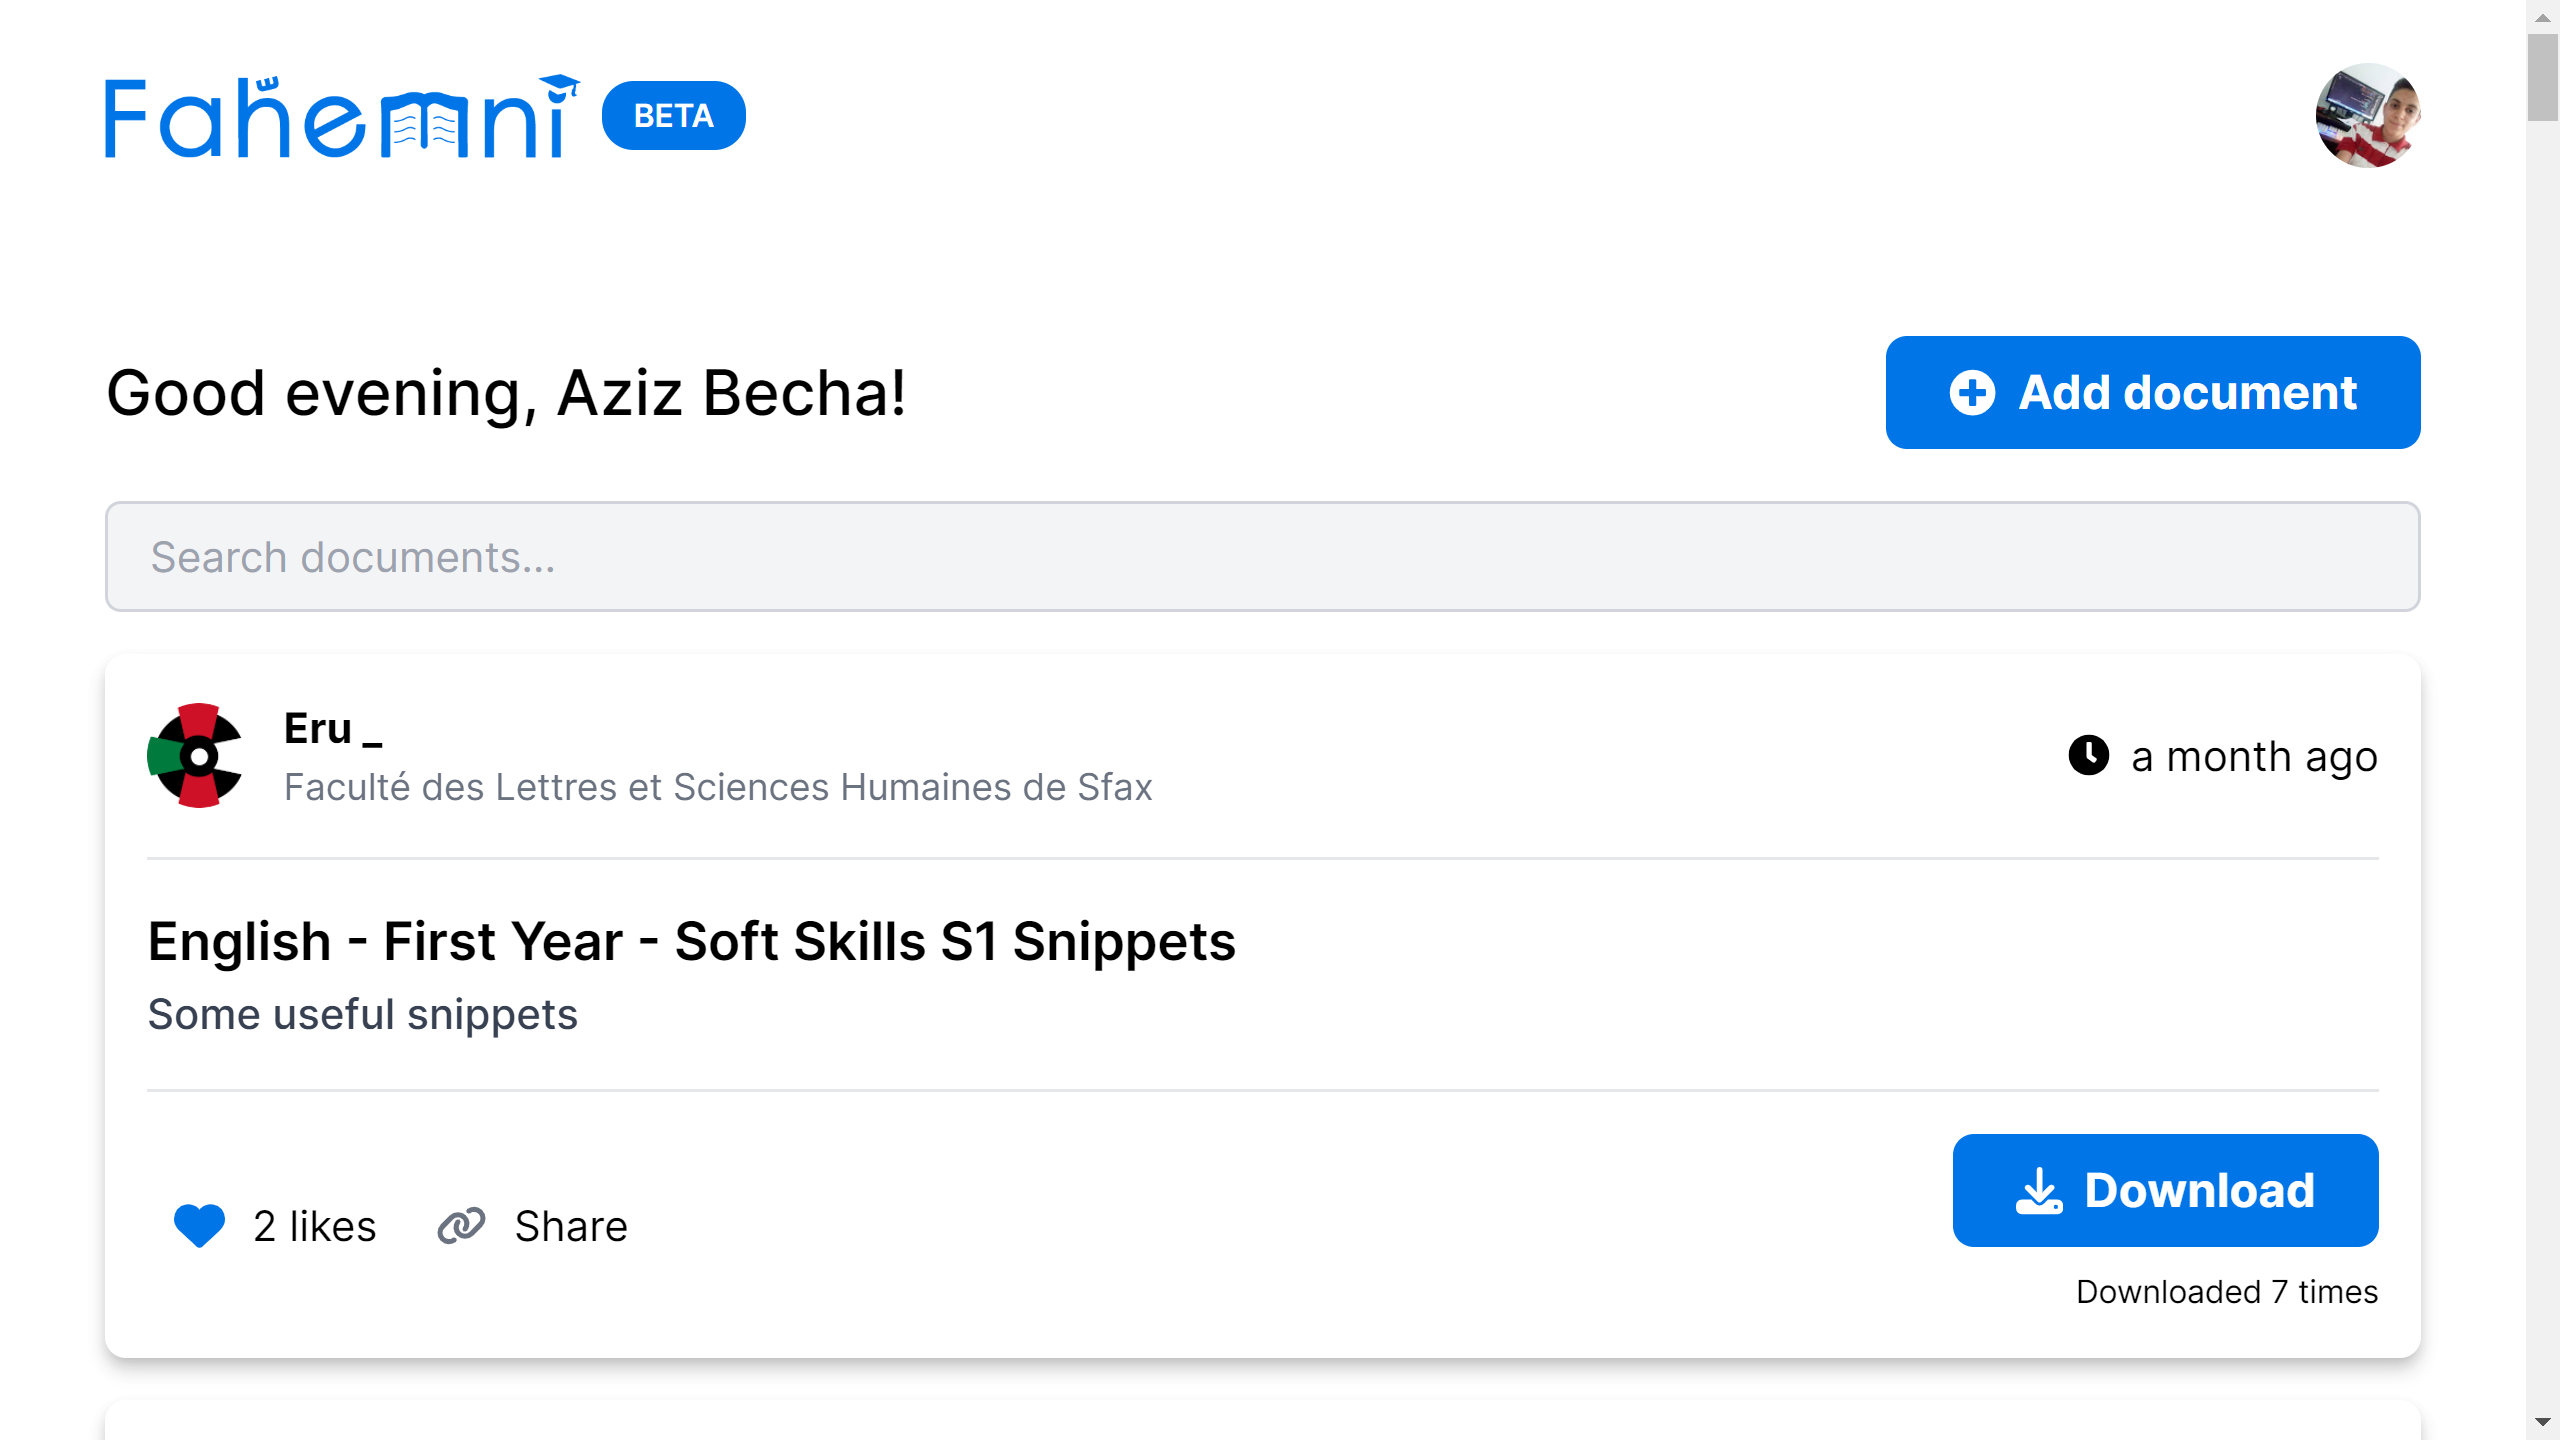 Fahemni BETA
Good evening, Aziz Becha!
Add document
Search documents...
Eru _
Faculté des Lettres et Sciences Humaines de Sfax
a month ago
English - First Year - Soft Skills S1 Snippets
Some useful snippets
2 likes
Share
Download
Downloaded 7 times